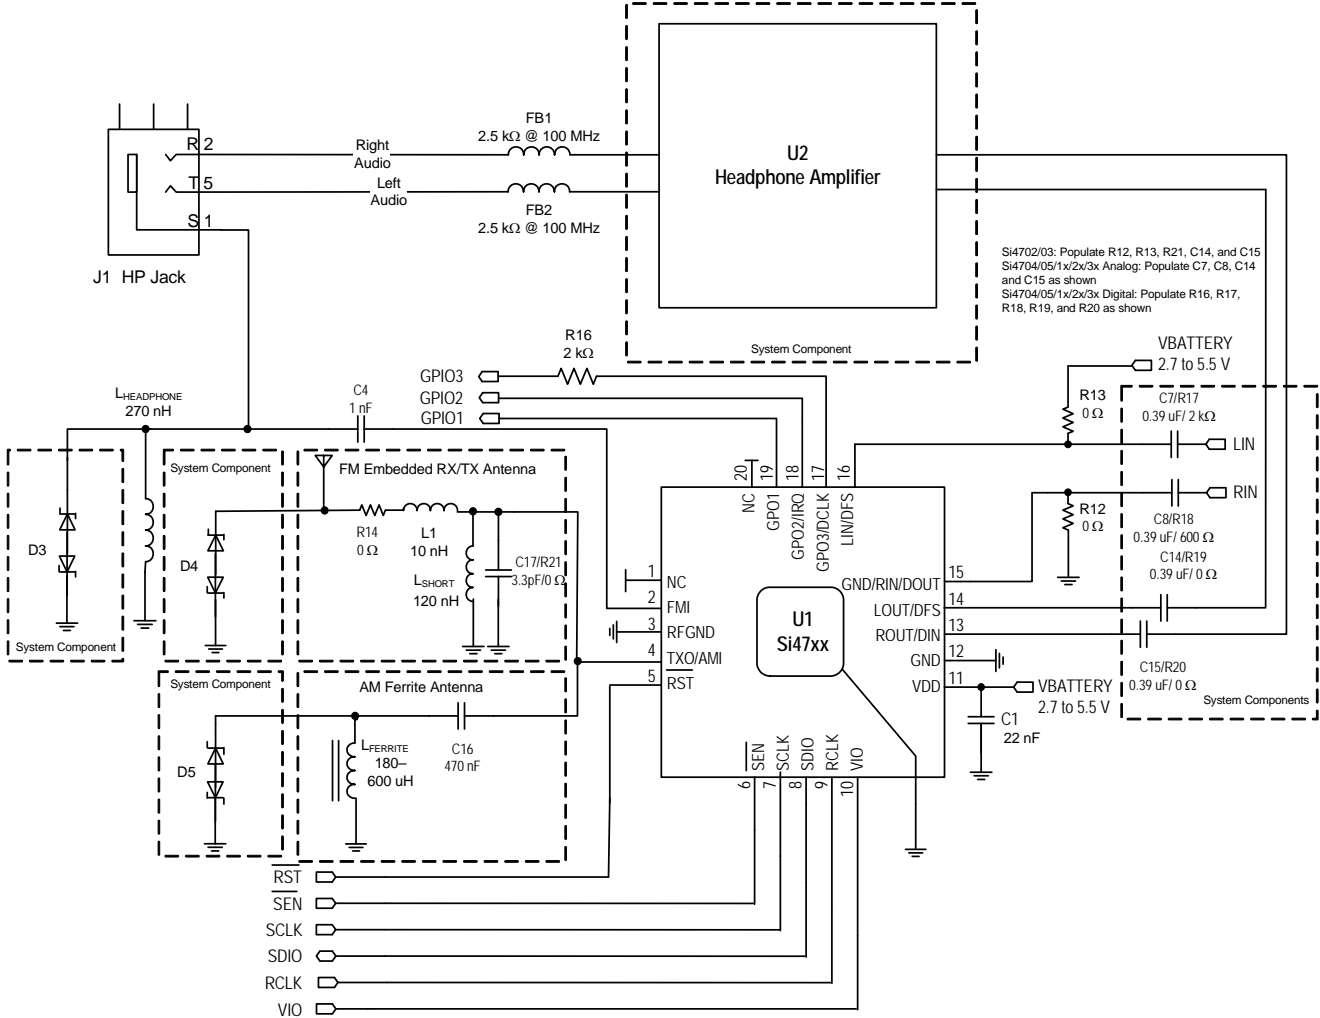 FB1
2.5 kΩ @ 100 MHz
R 2
Right
Audio
T 5
Left
Audio
FB2
2.5 kΩ @ 100 MHz
S 1
J1 HP Jack
U2
Headphone Amplifier
System Component
Si4702/03: Populate R12, R13, R21, C14, and C15
Si4704/05/1x/2x/3x Analog: Populate C7, C8, C14
and C15 as shown
Si4704/05/1x/2x/3x Digital: Populate R16, R17,
R18, R19, and R20 as shown
R16
2 kΩ
GPIO3
GPIO2
GPIO1
VBATTERY
2.7 to 5.5 V
LHEADPHONE
270 nH
C4
1 nF
R13
0 Ω
C7/R17
0.39 uF/ 2 kΩ
LIN
RIN
R12
0 Ω
C8/R18
0.39 uF/ 600 Ω
C14/R19
0.39 uF/ 0 Ω
C15/R20
0.39 uF/ 0 Ω
System Components
D3
System Component
System Component
D4
FM Embedded RX/TX Antenna
R14
0 Ω
L1
10 nH
LSHORT
120 nH
C17/R21
3.3pF/0 Ω
System Component
D5
AM Ferrite Antenna
LFERRITE
180–
600 uH
C16
470 nF
20
19
18
17
16
NC
GPO1
GPO2/IRQ
GPO3/DCLK
LIN/DFS
1
NC
2
FMI
3
RFGND
4
TXO/AMI
5
RST
U1
Si47xx
GND/RIN/DOUT
15
LOUT/DFS
14
ROUT/DIN
13
GND
12
VDD
11
VBATTERY
2.7 to 5.5 V
C1
22 nF
SEN
SCLK
SDIO
RCLK
VIO
6
7
8
9
10
RST
SEN
SCLK
SDIO
RCLK
VIO